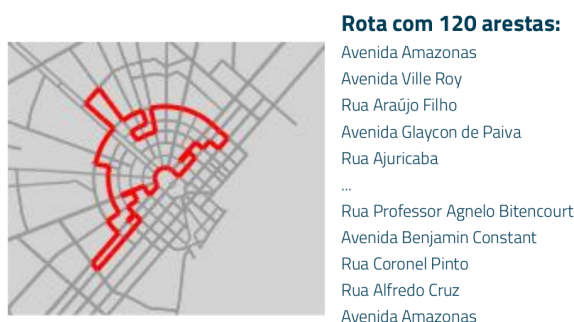 Rota com 120 arestas:
Avenida Amazonas
Avenida Ville Roy
Rua Araújo Filho
Avenida Glaycon de Paiva
Rua Ajuricaba
...
Rua Professor Agnelo Bitencourt
Avenida Benjamin Constant
Rua Coronel Pinto
Rua Alfredo Cruz
Avenida Amazonas